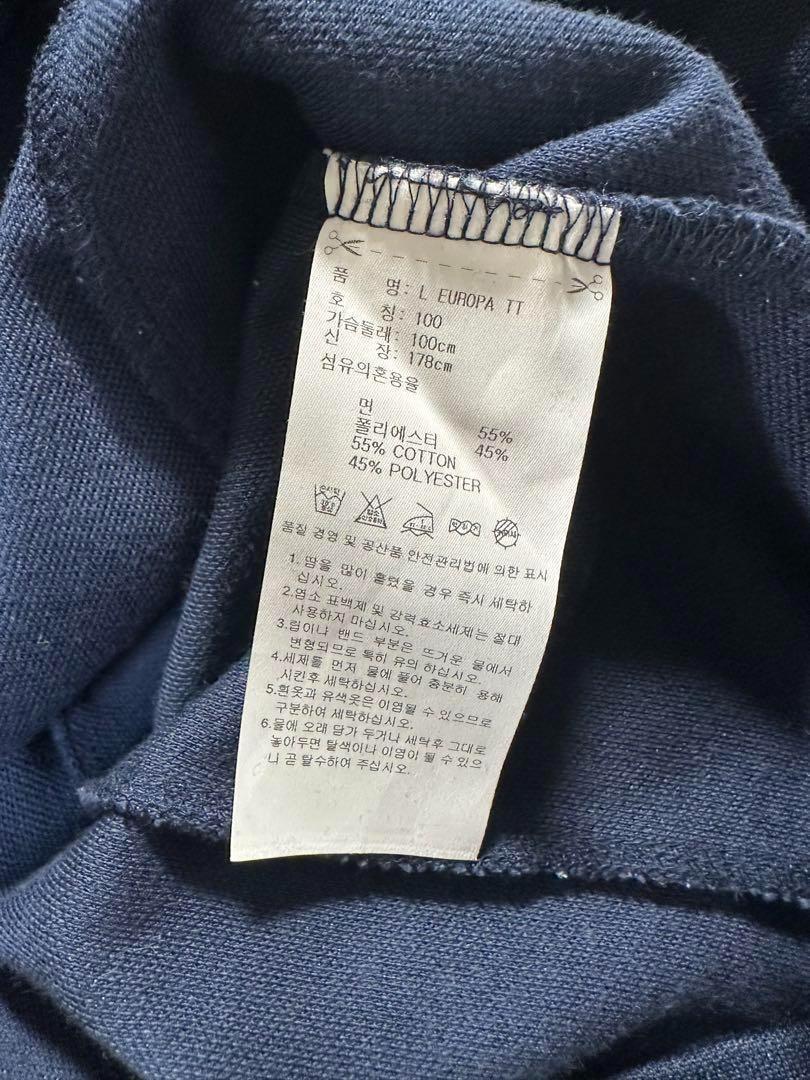 품 명: L EUROPA TT
호 칭: 100
가슴둘레: 100cm
신 장: 178cm
섬유의혼용율
면 55%
폴리에스터 45%
55% COTTON
45% POLYESTER
품질 경영 및 공산품 안전관리법에 의한 표시
1. 땀을 많이 흘렸을 경우 즉시 세탁하
십시오.
2.염소 표백제 및 강력효소세제는 절대
사용하지 마십시오.
3.립이나 밴드 부분은 뜨거운 물에서
변형되므로 특히 유의 하십시오.
4.세제를 먼저 물에 풀어 충분히 용해
시킨후 세탁하십시오.
5.흰옷과 유색옷은 이염될 수 있으므로
구분하여 세탁하십시오.
6.물에 오래 담가 두거나 세탁후 그대로
놓아두면 탈색이나 이염이 될 수 있으
니 곧 탈수하여 주십시오.